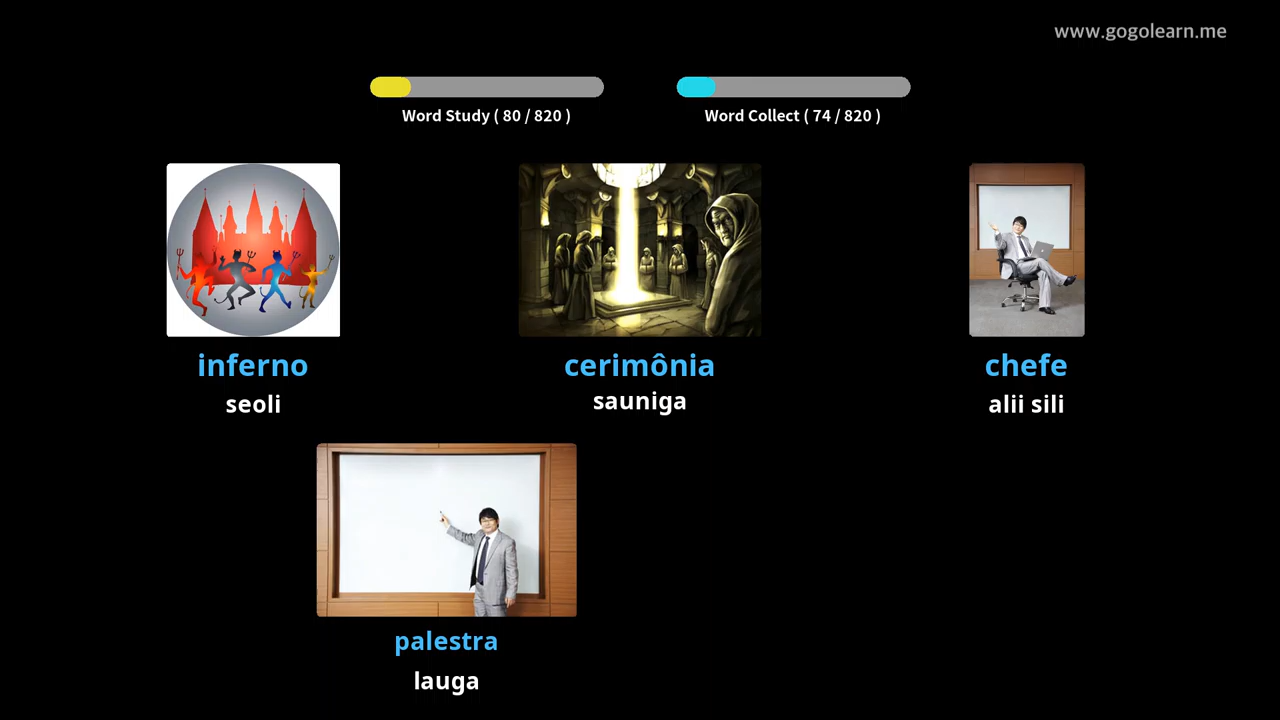 www.gogolearn.me
Word Study ( 80 / 820 )
Word Collect ( 74 / 820 )
inferno
seoli
cerimônia
sauniga
chefe
alii sili
palestra
lauga